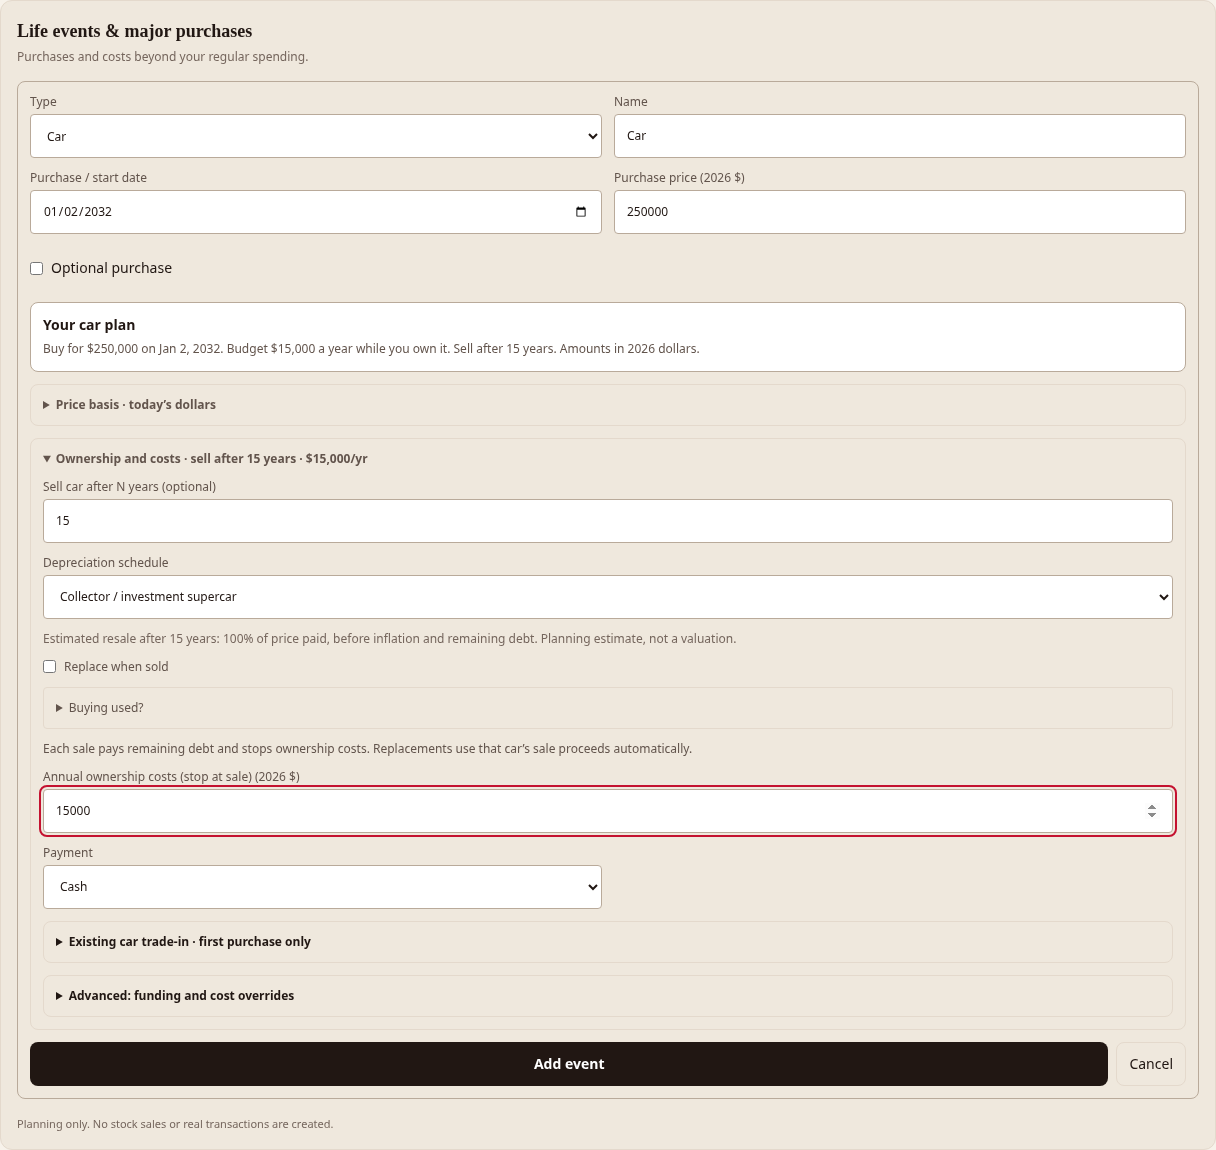 Life events & major purchases
Purchases and costs beyond your regular spending.
Type
Name
Car
Car
Purchase / start date
Purchase price (2026 $)
01/02/2032
250000
Optional purchase
Your car plan
Buy for $250,000 on Jan 2, 2032. Budget $15,000 a year while you own it. Sell after 15 years. Amounts in 2026 dollars.
Price basis · today's dollars
Ownership and costs · sell after 15 years · $15,000/yr
Sell car after N years (optional)
15
Depreciation schedule
Collector / investment supercar
Estimated resale after 15 years: 100% of price paid, before inflation and remaining debt. Planning estimate, not a valuation.
Replace when sold
Buying used?
Each sale pays remaining debt and stops ownership costs. Replacements use that car's sale proceeds automatically.
Annual ownership costs (stop at sale) (2026 $)
15000
Payment
Cash
Existing car trade-in · first purchase only
Advanced: funding and cost overrides
Add event
Cancel
Planning only. No stock sales or real transactions are created.